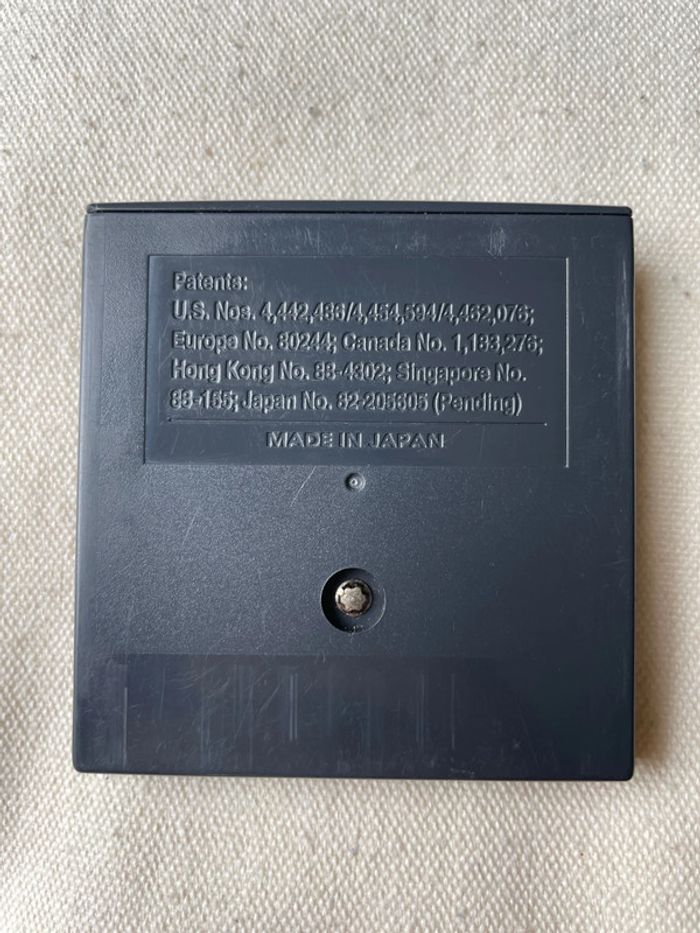 Patents:
U.S. Nos. 4,442,486/4,454,594/4,462,076;
Europe No. 80244; Canada No. 1,183,276;
Hong Kong No. 88-4302; Singapore No.
88-155; Japan No. 82-205605 (Pending)
MADE IN JAPAN